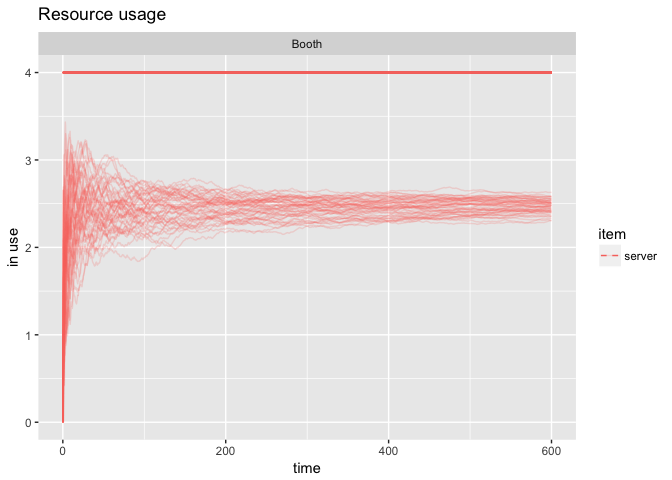 Resource usage
Booth
4
3
2
1
0
in use
0 200 400 600
time
item
server